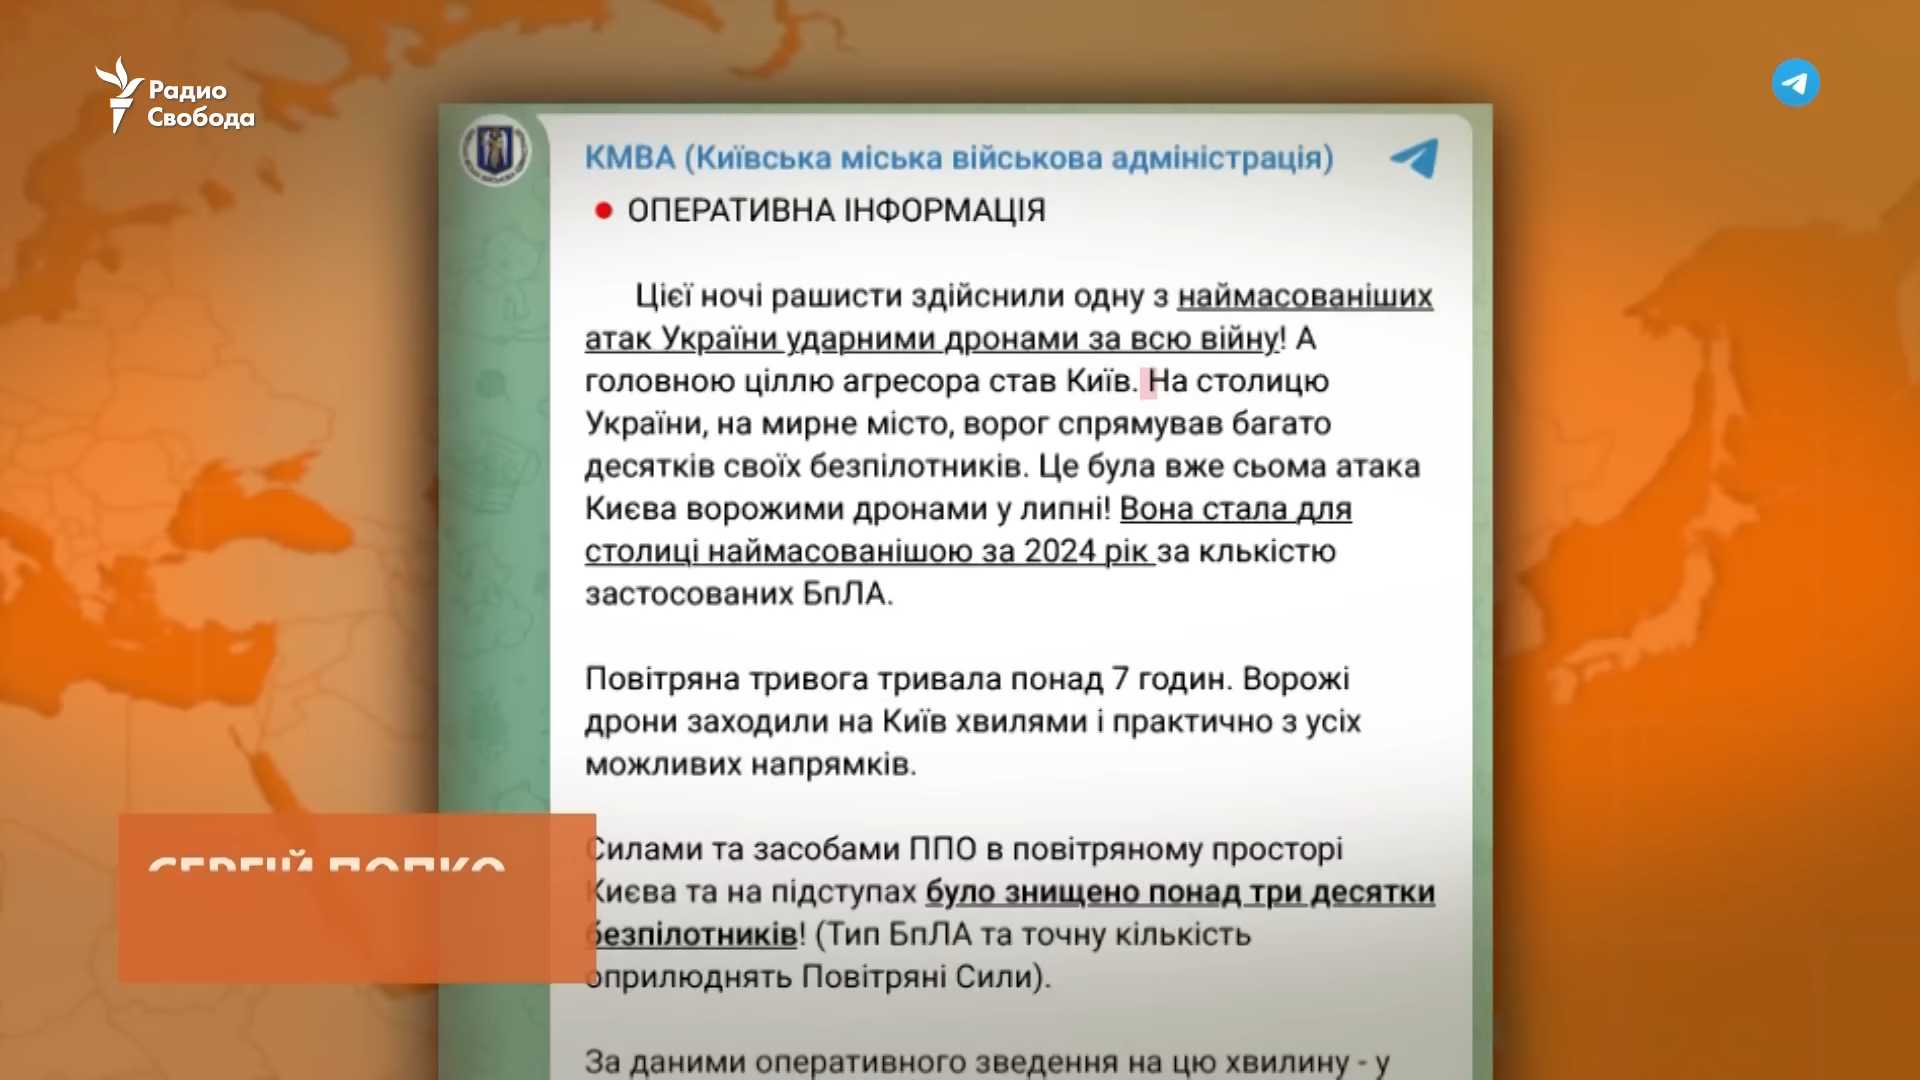 Радио
Свобода
КМВА (Київська міська військова адміністрація)
ОПЕРАТИВНА ІНФОРМАЦІЯ
Цієї ночі рашисти здійснили одну з наймасованіших
атак України ударними дронами за всю війну! А
головною ціллю агресора став Київ. На столицю
України, на мирне місто, ворог спрямував багато
десятків своїх безпілотників. Це була вже сьома атака
Києва ворожими дронами у липні! Вона стала для
столиці наймасованішою за 2024 рік за клькістю
застосованих БпЛА.
Повітряна тривога тривала понад 7 годин. Ворожі
дрони заходили на Київ хвилями і практично з усіх
можливих напрямків.
Силами та засобами ППО в повітряному просторі
Києва та на підступах було знищено понад три десятки
безпілотників! (Тип БпЛА та точну кількість
оприлюднять Повітряні Сили).
За даними оперативного зведення на цю хвилину - у
СЕРГІЙ ПОПКО